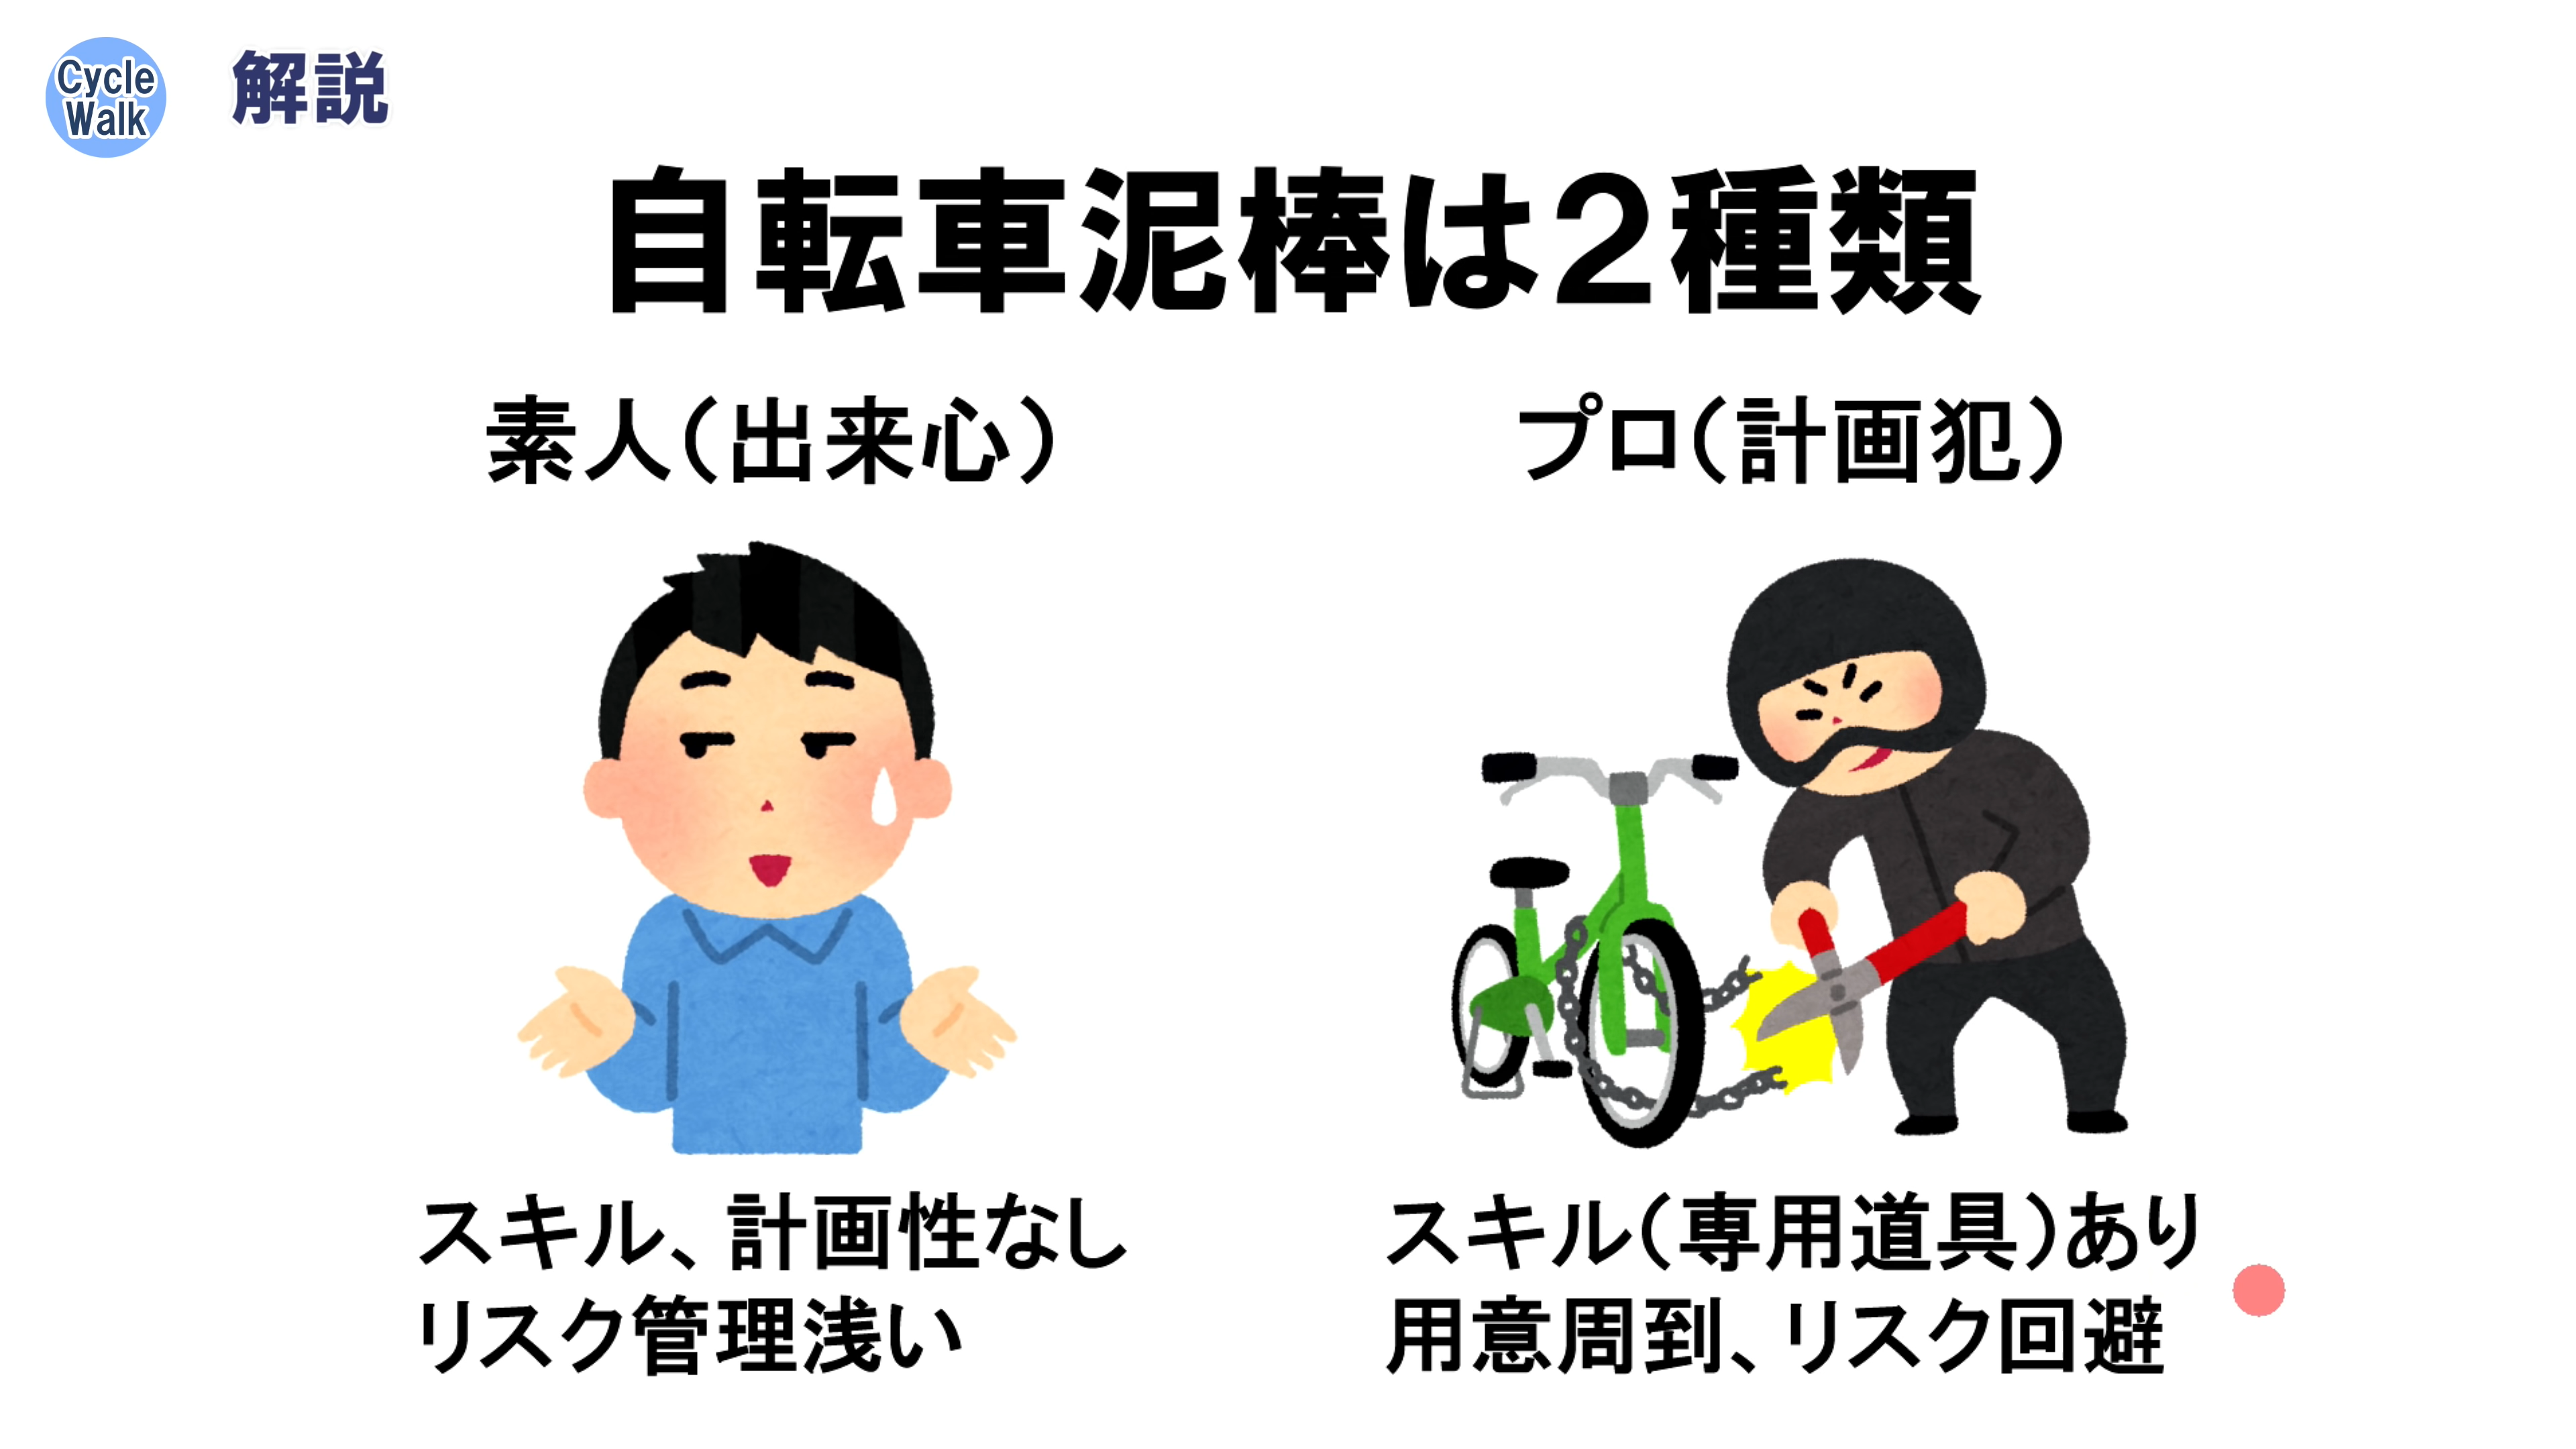 Cycle
Walk
解説
自転車泥棒は２種類
素人（出来心）
プロ（計画犯）
スキル、計画性なし
リスク管理浅い
スキル（専用道具）あり
用意周到、リスク回避